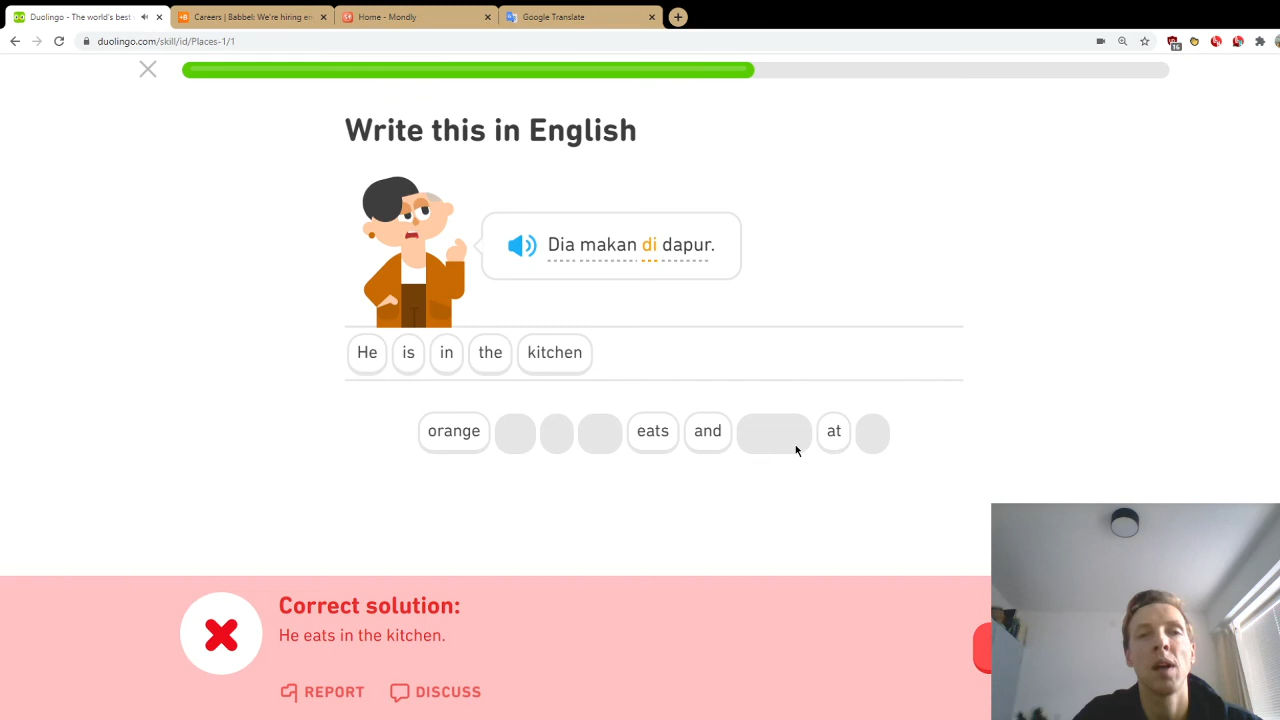 Duolingo - The world's best
Careers | Babbel: We're hiring en
Home - Mondly
Google Translate
duolingo.com/skill/id/Places-1/1
16
Write this in English
Dia makan di dapur.
He is in the kitchen
orange eats and at
Correct solution:
He eats in the kitchen.
REPORT DISCUSS